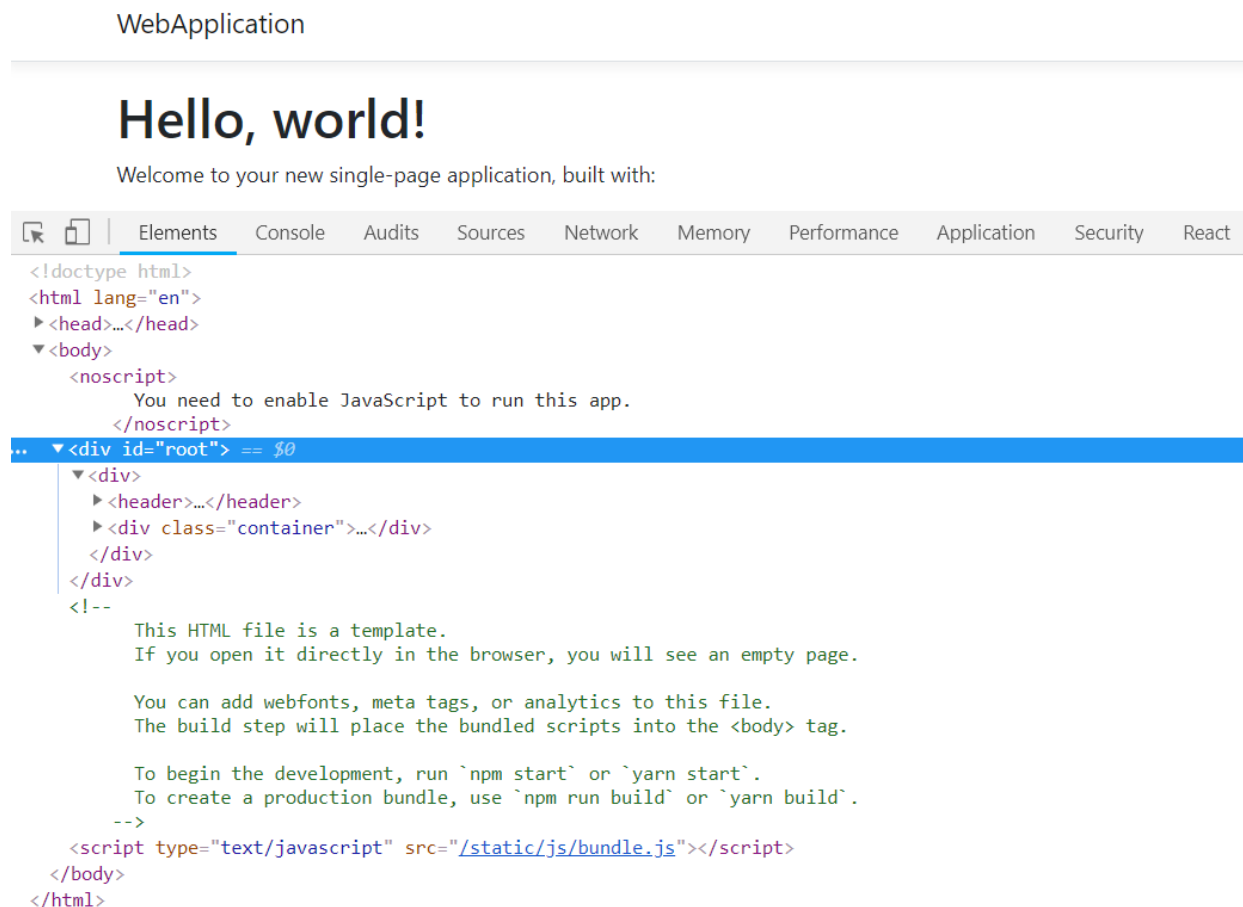 WebApplication
Hello, world!
Welcome to your new single-page application, built with:
Elements Console Audits Sources Network Memory Performance Application Security React
<!doctype html>
<html lang="en">
<head>…</head>
<body>
<noscript>
You need to enable JavaScript to run this app.
</noscript>
… <div id="root"> == $0
<div>
<header>…</header>
<div class="container">…</div>
</div>
</div>
<!--
This HTML file is a template.
If you open it directly in the browser, you will see an empty page.
You can add webfonts, meta tags, or analytics to this file.
The build step will place the bundled scripts into the <body> tag.
To begin the development, run `npm start` or `yarn start`.
To create a production bundle, use `npm run build` or `yarn build`.
-->
<script type="text/javascript" src="/static/js/bundle.js"></script>
</body>
</html>